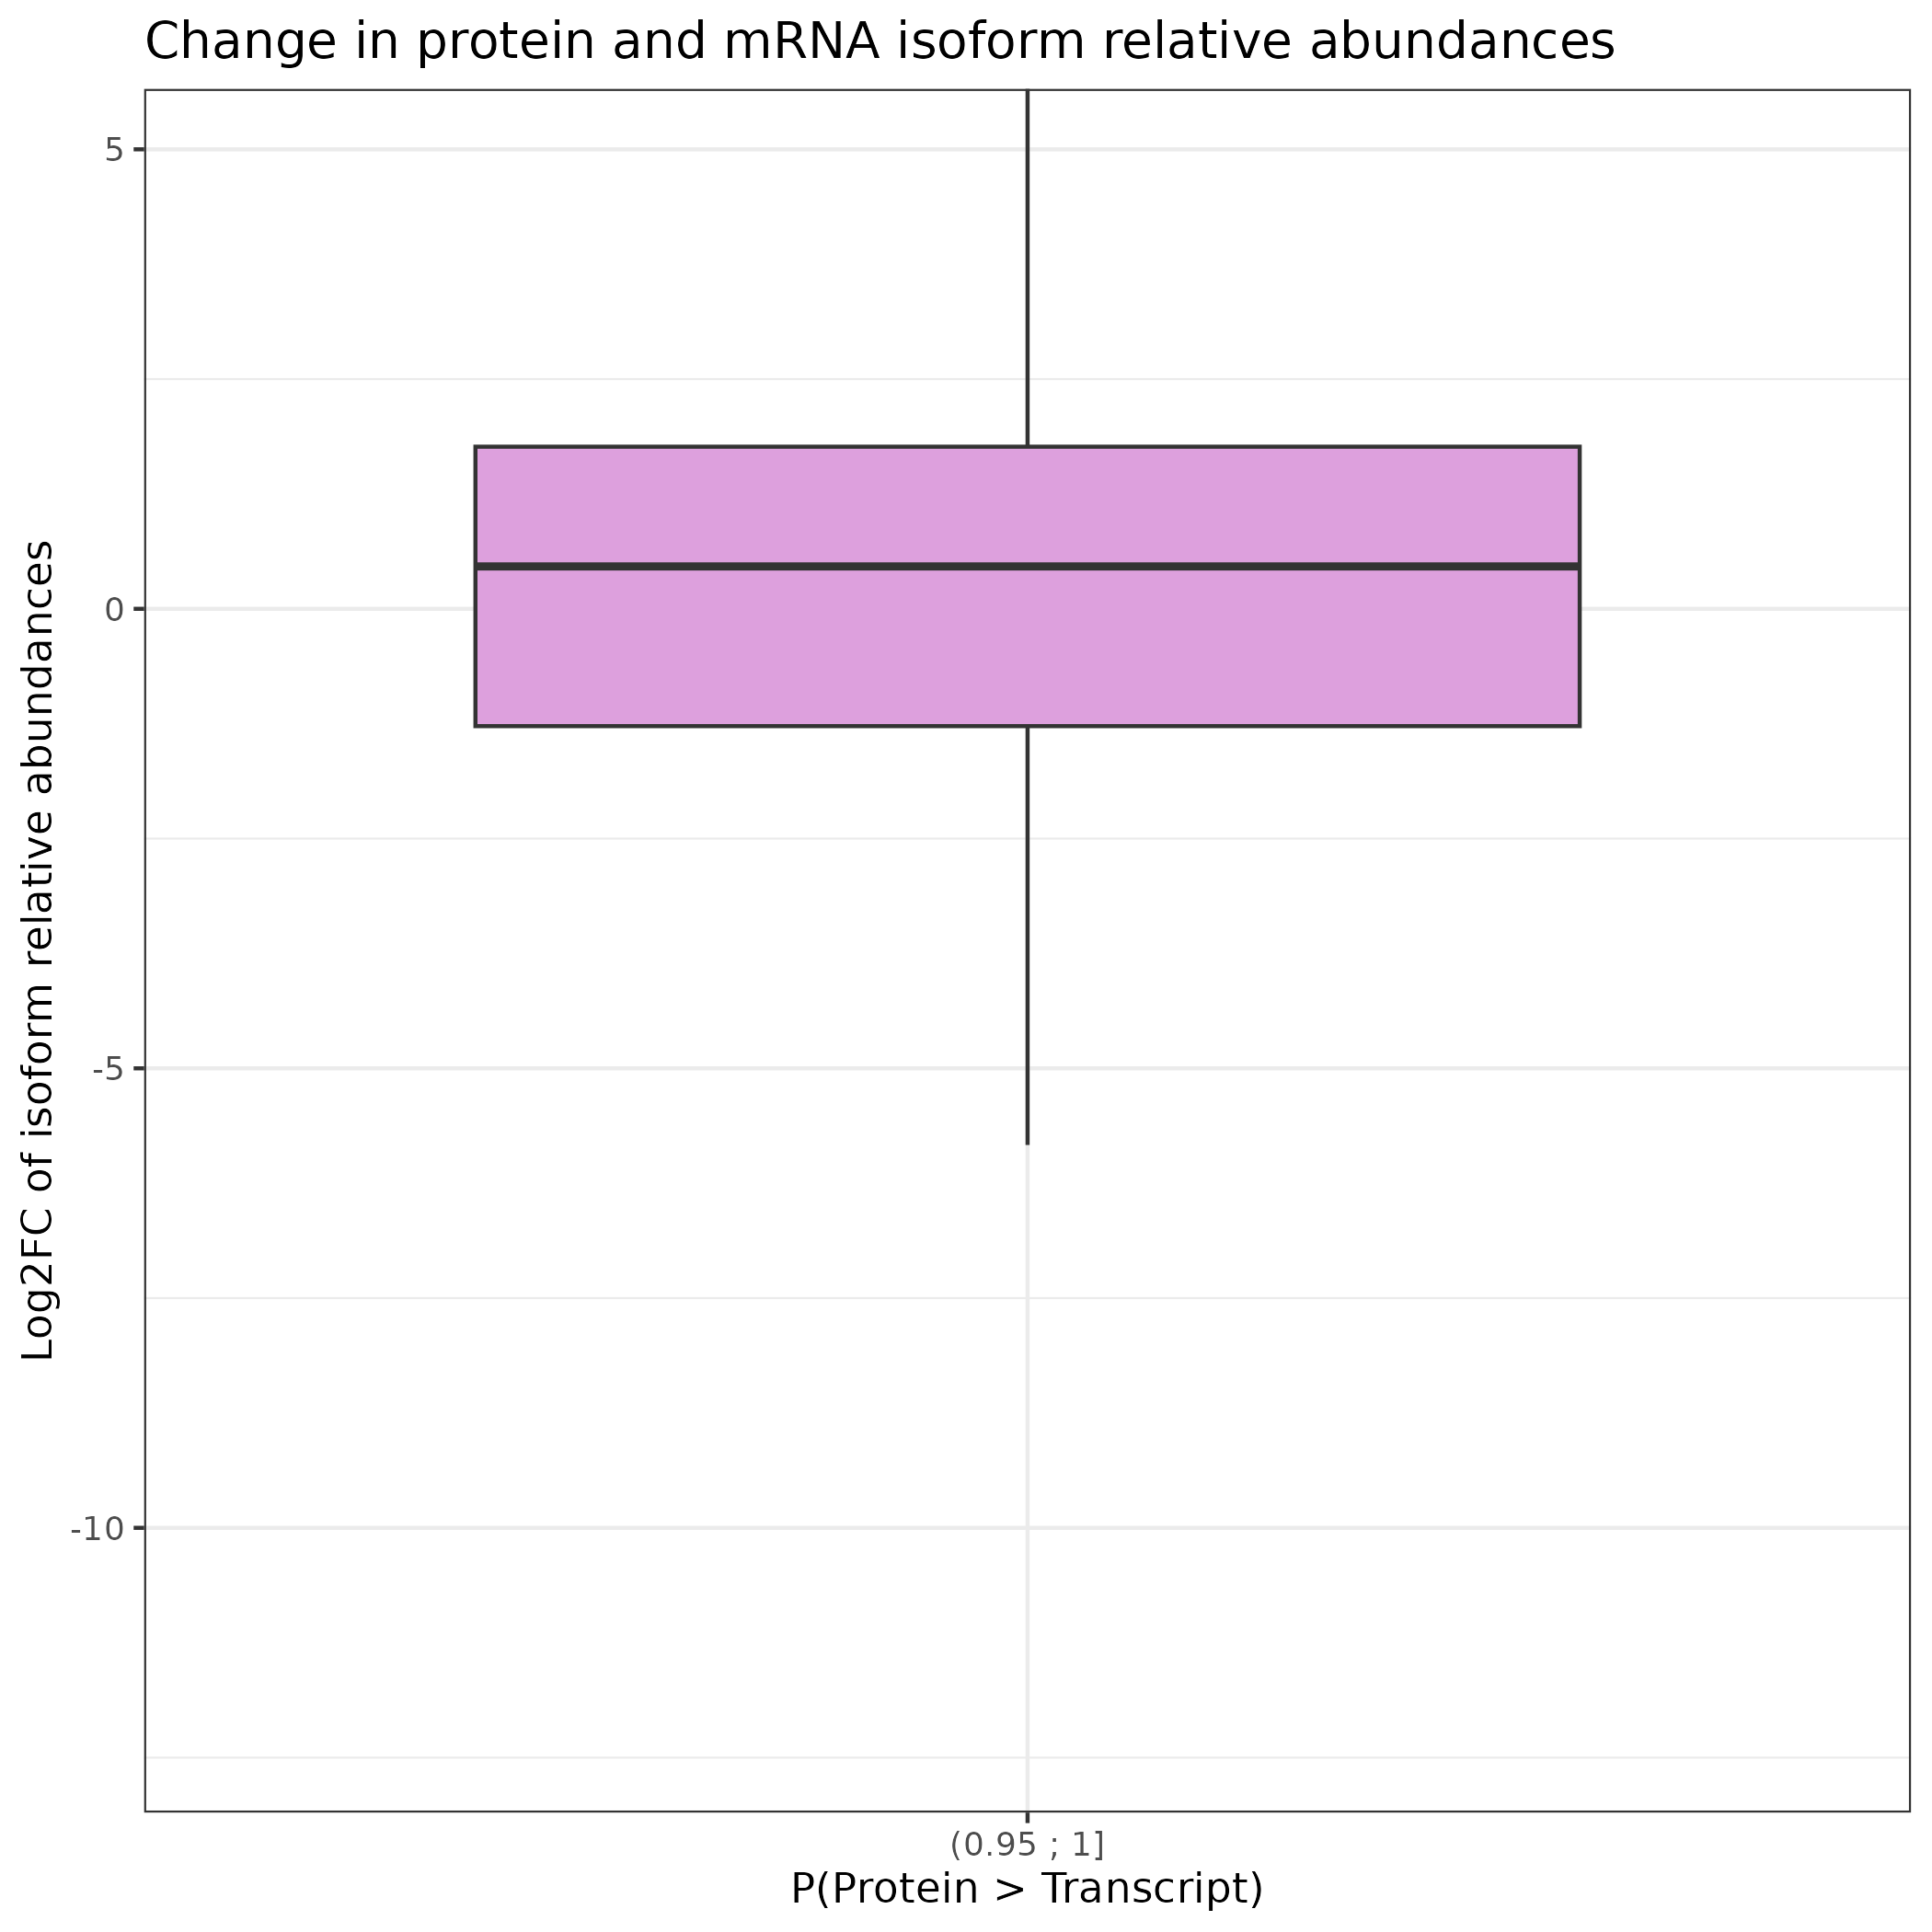 Change in protein and mRNA isoform relative abundances
Log2FC of isoform relative abundances
5
0
-5
-10
(0.95 ; 1]
P(Protein > Transcript)